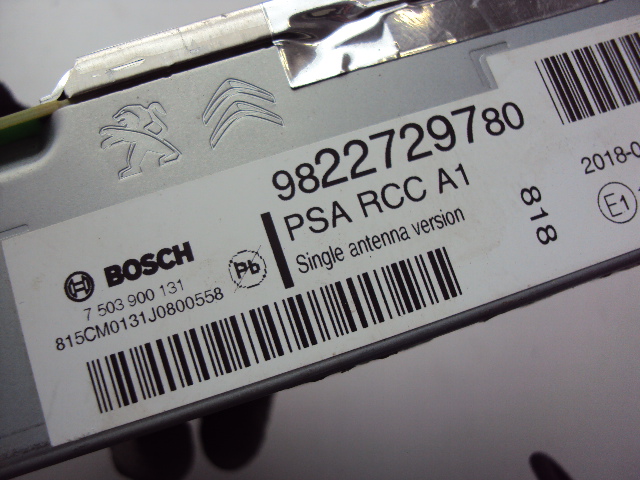 9822729780
PSA RCC A1
Single antenna version
818
2018-0
E1
BOSCH
Pb
7 503 900 131
815CM0131J0800558